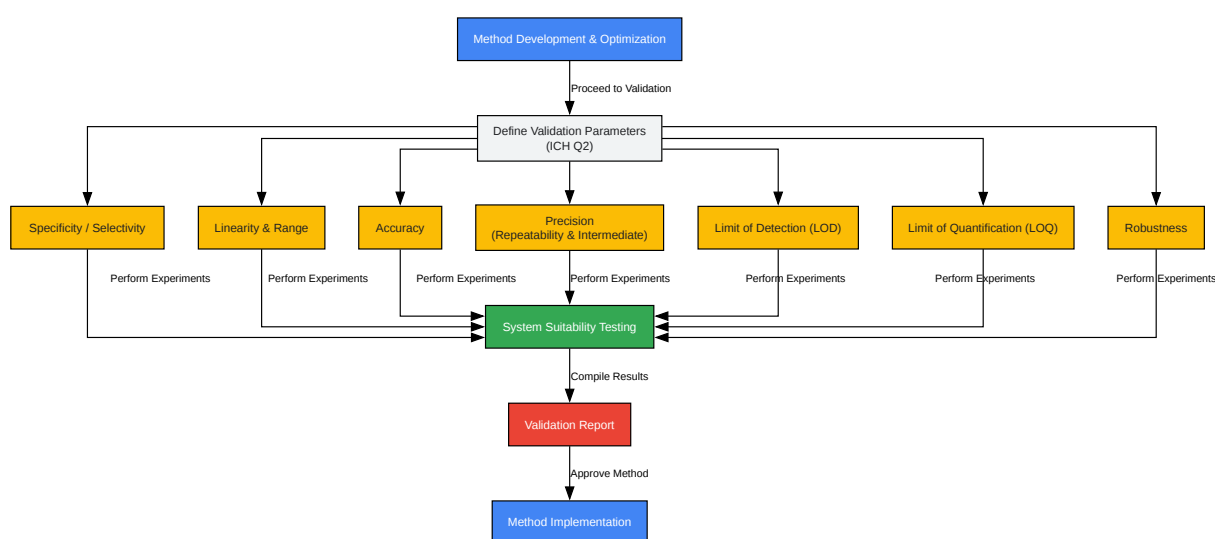 Method Development & Optimization
Proceed to Validation
Define Validation Parameters
(ICH Q2)
Specificity / Selectivity
Linearity & Range
Accuracy
Precision
(Repeatability & Intermediate)
Limit of Detection (LOD)
Limit of Quantification (LOQ)
Robustness
Perform Experiments
Perform Experiments
Perform Experiments
Perform Experiments
Perform Experiments
Perform Experiments
Perform Experiments
System Suitability Testing
Compile Results
Validation Report
Approve Method
Method Implementation